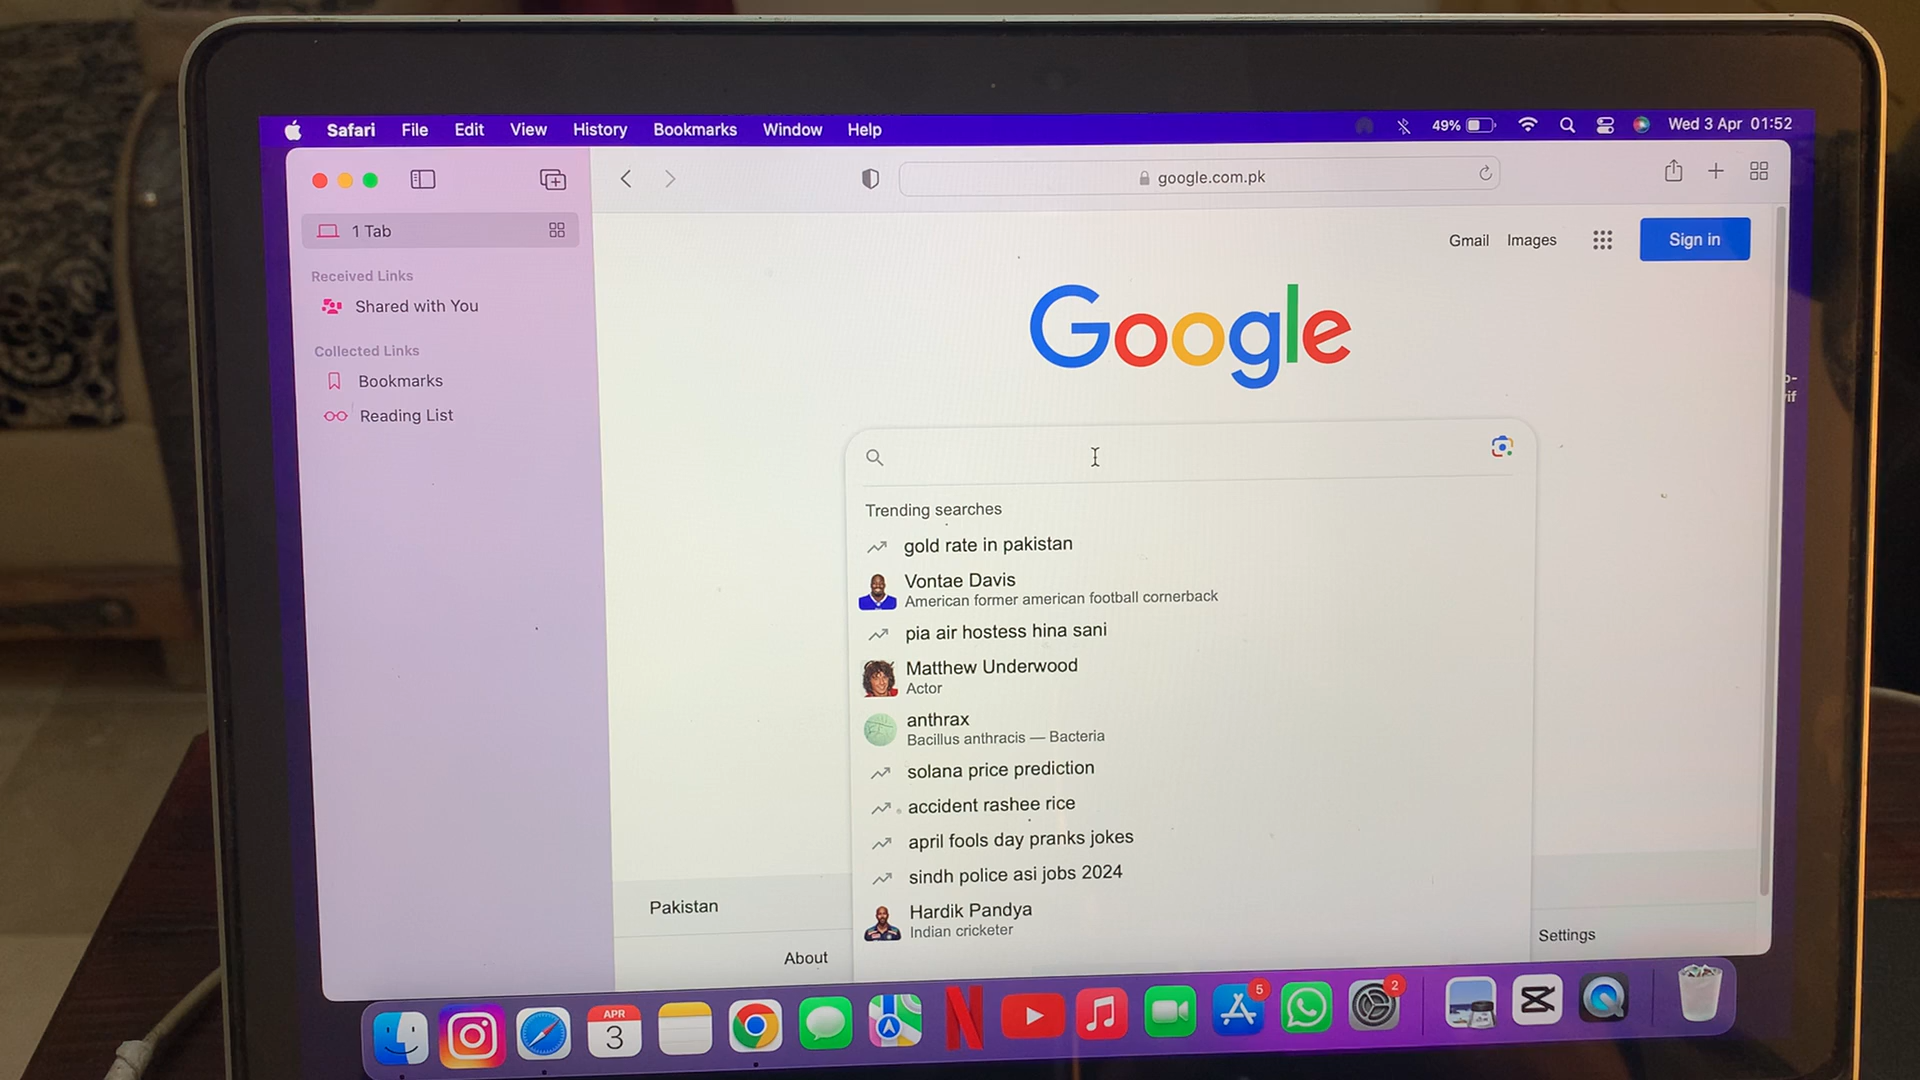 Safari File Edit View History Bookmarks Window Help 49% Wed 3 Apr 01:52
google.com.pk
1 Tab
Received Links
Shared with You
Collected Links
Bookmarks
Reading List
Gmail Images Sign in
Google
Trending searches
gold rate in pakistan
Vontae Davis
American former american football cornerback
pia air hostess hina sani
Matthew Underwood
Actor
anthrax
Bacillus anthracis — Bacteria
solana price prediction
accident rashee rice
april fools day pranks jokes
sindh police asi jobs 2024
Hardik Pandya
Indian cricketer
Pakistan
About
Settings
APR
3
N
5
2